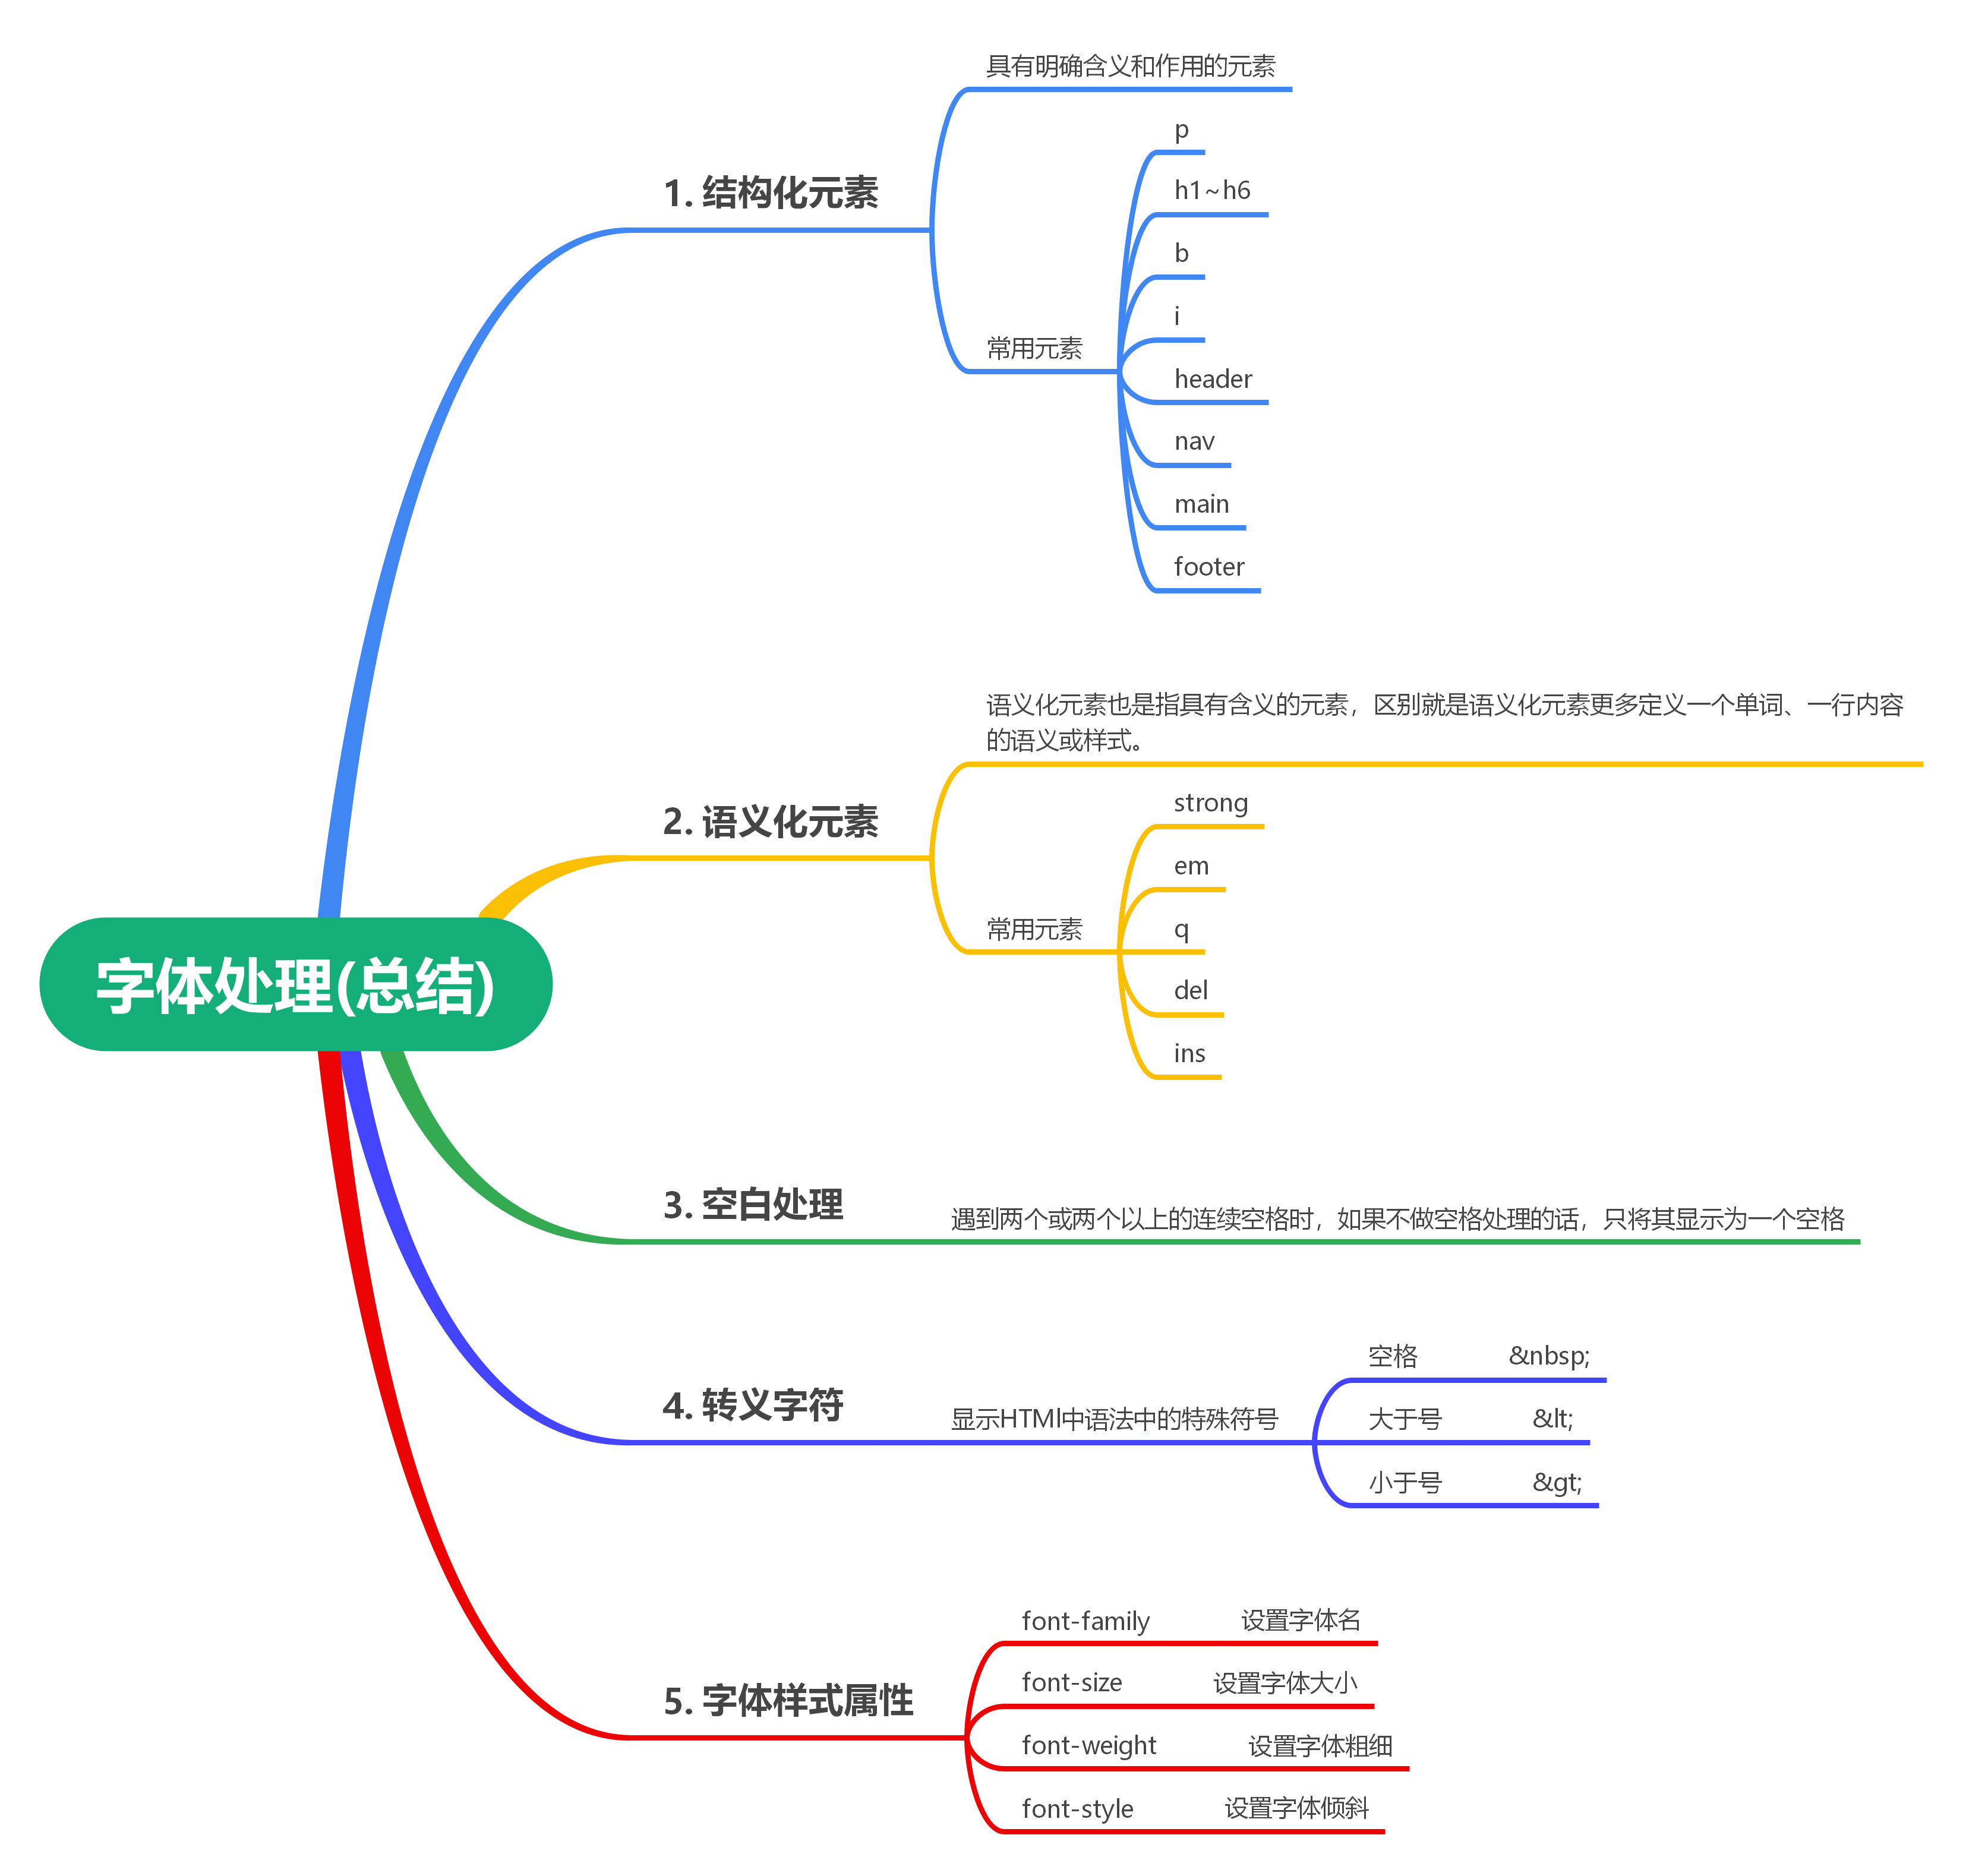 具有明确含义和作用的元素
p
h1~h6
1. 结构化元素
b
i
常用元素
header
nav
main
footer
语义化元素也是指具有含义的元素，区别就是语义化元素更多定义一个单词、一行内容
的语义或样式。
strong
2. 语义化元素
em
常用元素
q
字体处理(总结)
del
ins
3. 空白处理
遇到两个或两个以上的连续空格时，如果不做空格处理的话，只将其显示为一个空格
空格 &nbsp;
4. 转义字符
显示HTMl中语法中的特殊符号
大于号 &lt;
小于号 &gt;
font-family 设置字体名
font-size 设置字体大小
5. 字体样式属性
font-weight 设置字体粗细
font-style 设置字体倾斜